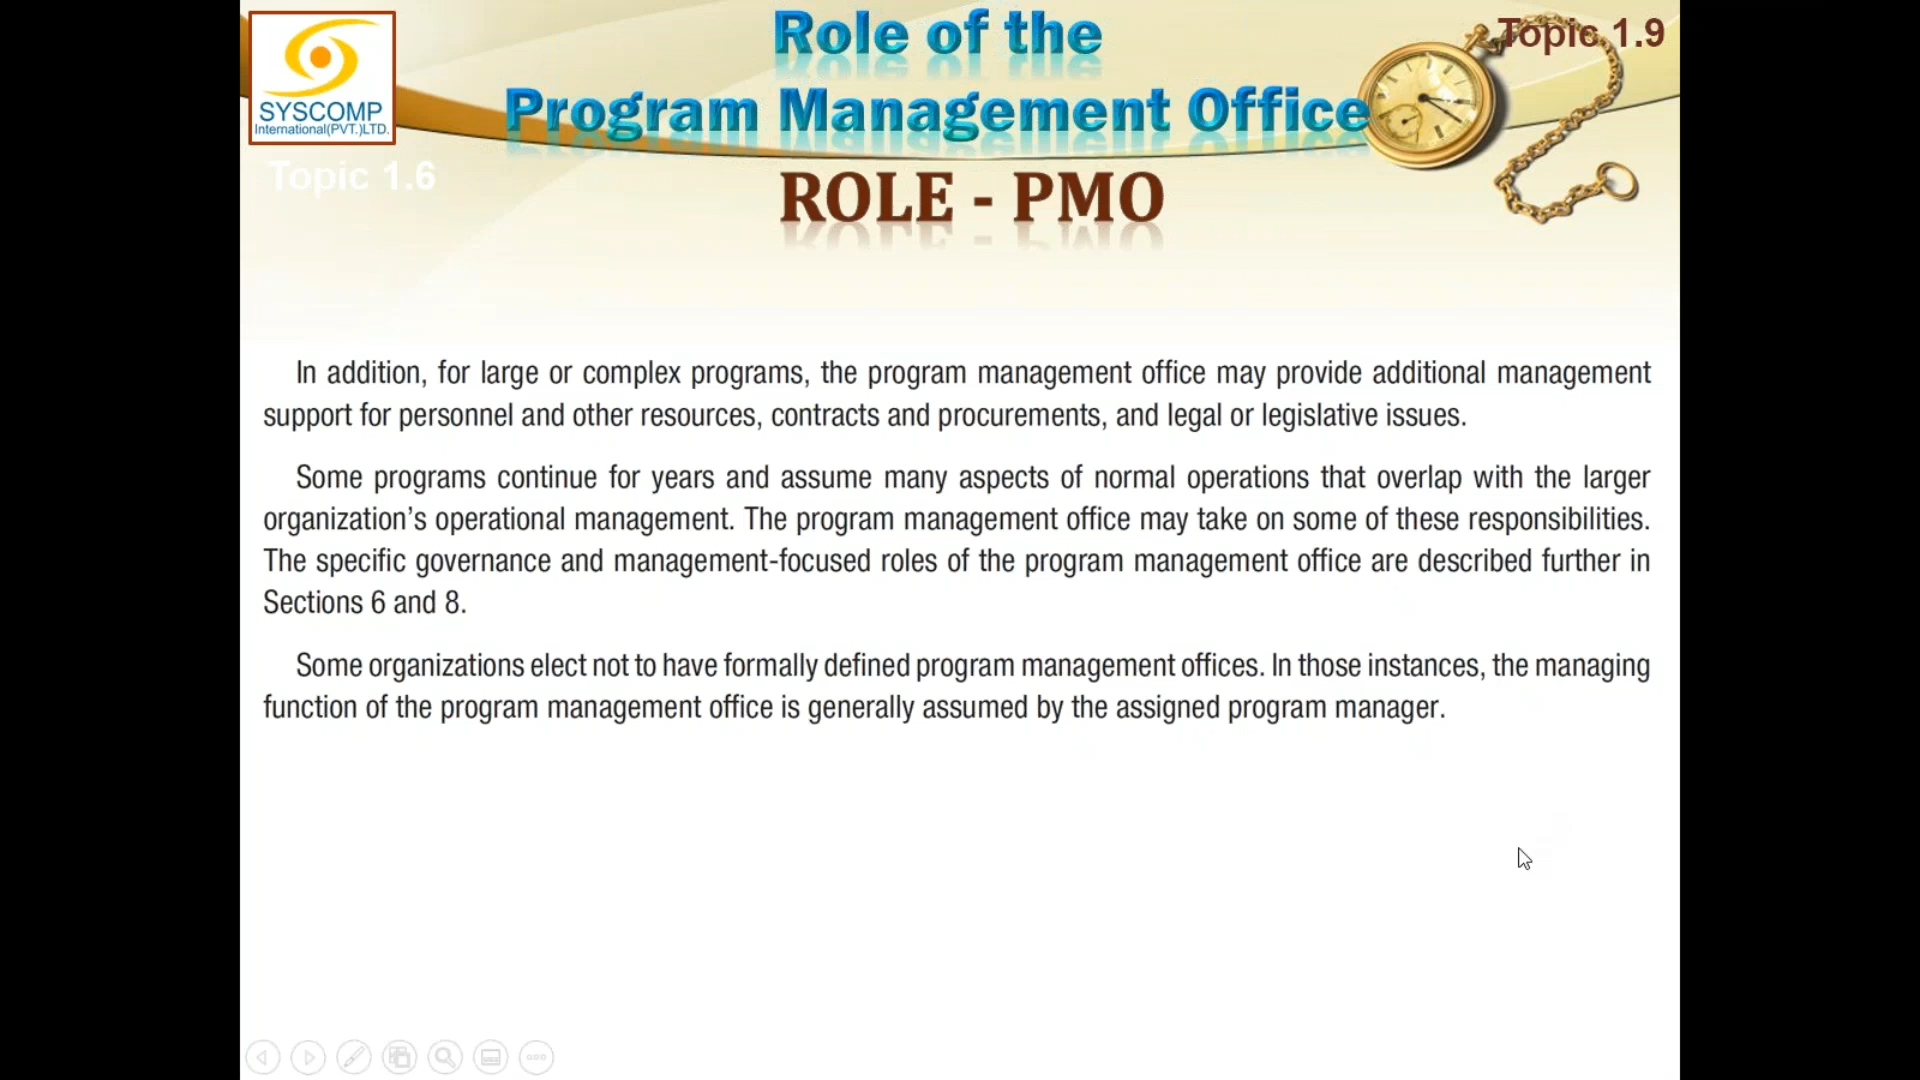 Role of the
Topic 1.9
Program Management Office
SYSCOMP
International(PVT.)LTD.
Topic 1.6
ROLE - PMO
In addition, for large or complex programs, the program management office may provide additional management
support for personnel and other resources, contracts and procurements, and legal or legislative issues.
Some programs continue for years and assume many aspects of normal operations that overlap with the larger
organization’s operational management. The program management office may take on some of these responsibilities.
The specific governance and management-focused roles of the program management office are described further in
Sections 6 and 8.
Some organizations elect not to have formally defined program management offices. In those instances, the managing
function of the program management office is generally assumed by the assigned program manager.